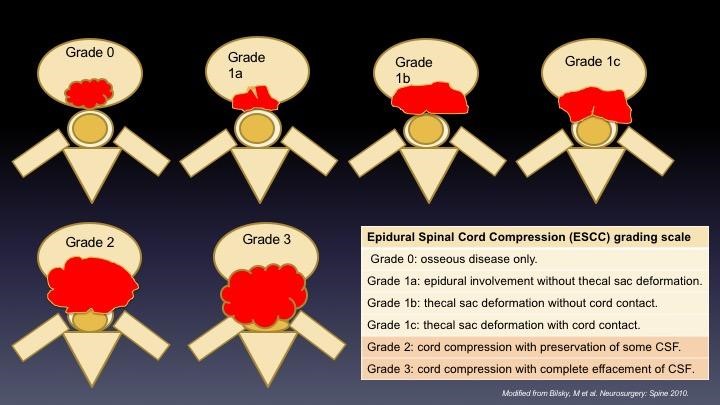 Grade 0
Grade
1a
Grade
1b
Grade 1c
Grade 2
Grade 3
Epidural Spinal Cord Compression (ESCC) grading scale
Grade 0: osseous disease only.
Grade 1a: epidural involvement without thecal sac deformation.
Grade 1b: thecal sac deformation without cord contact.
Grade 1c: thecal sac deformation with cord contact.
Grade 2: cord compression with preservation of some CSF.
Grade 3: cord compression with complete effacement of CSF.
Modified from Bilsky, M et al. Neurosurgery: Spine 2010.